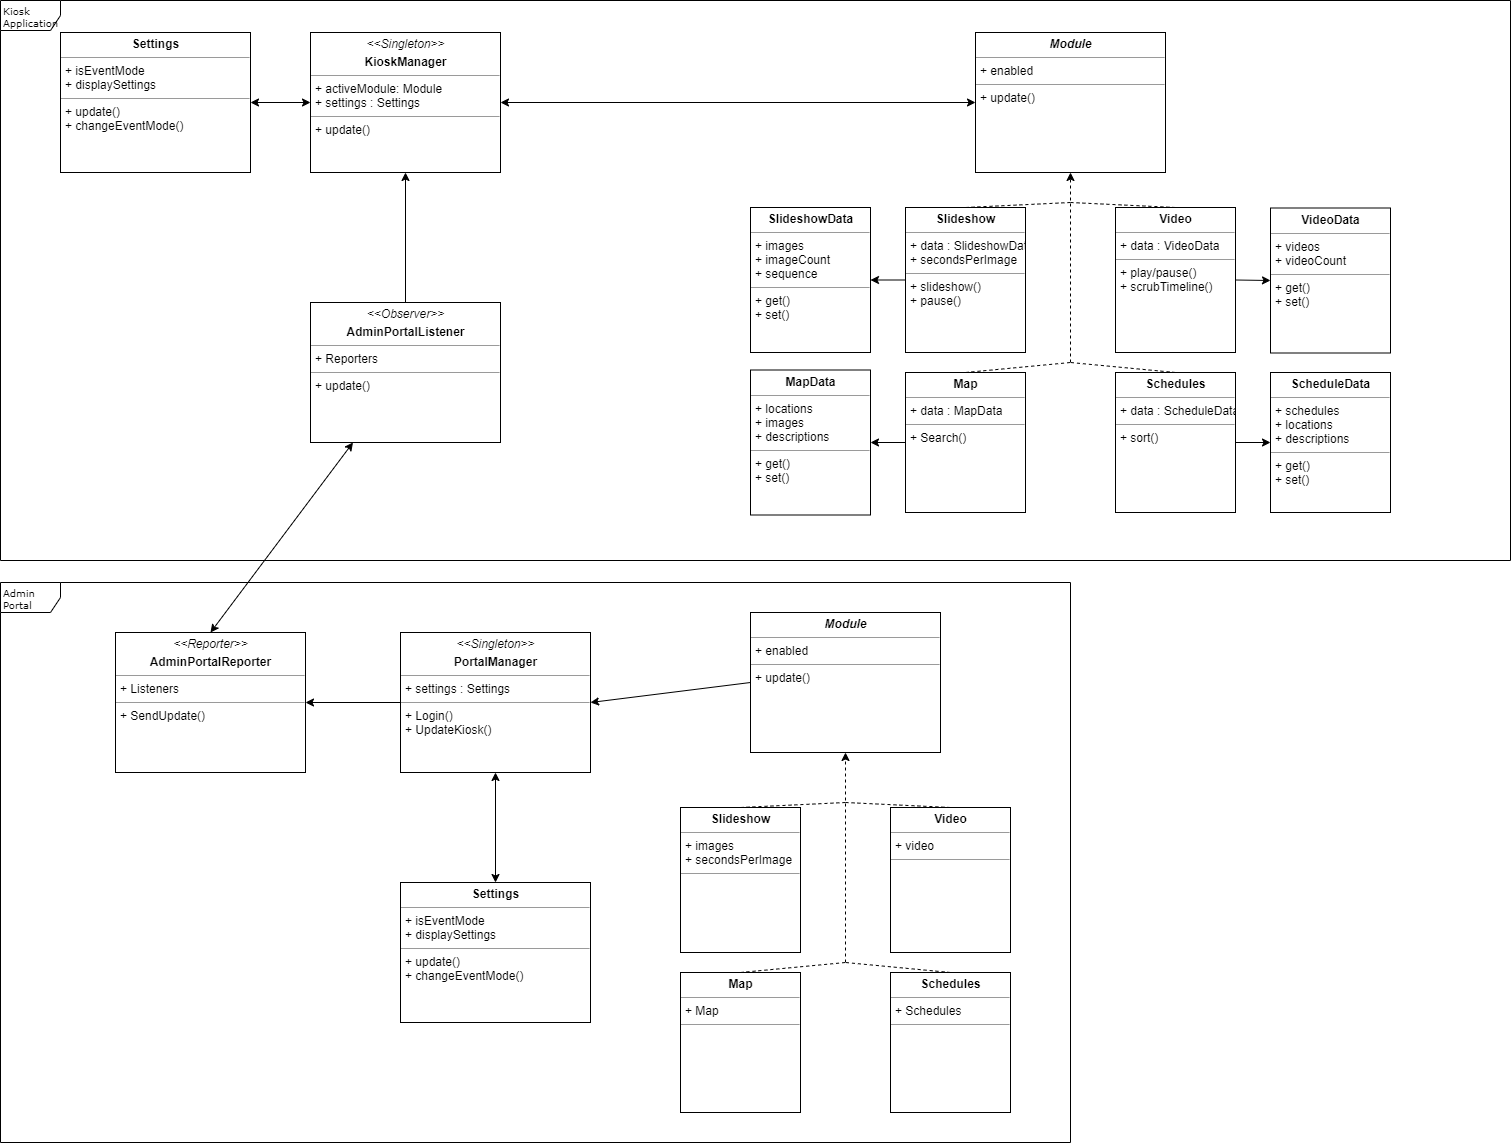 Kiosk
Application
Settings
+ isEventMode
+ displaySettings
+ update()
+ changeEventMode()
<<Singleton>>
KioskManager
+ activeModule: Module
+ settings : Settings
+ update()
Module
+ enabled
+ update()
SlideshowData
+ images
+ imageCount
+ sequence
+ get()
+ set()
Slideshow
+ data : SlideshowDat
+ secondsPerImage
+ slideshow()
+ pause()
Video
+ data : VideoData
+ play/pause()
+ scrubTimeline()
VideoData
+ videos
+ videoCount
+ get()
+ set()
<<Observer>>
AdminPortalListener
+ Reporters
+ update()
MapData
+ locations
+ images
+ descriptions
+ get()
+ set()
Map
+ data : MapData
+ Search()
Schedules
+ data : ScheduleData
+ sort()
ScheduleData
+ schedules
+ locations
+ descriptions
+ get()
+ set()
Admin
Portal
<<Reporter>>
AdminPortalReporter
+ Listeners
+ SendUpdate()
<<Singleton>>
PortalManager
+ settings : Settings
+ Login()
+ UpdateKiosk()
Module
+ enabled
+ update()
Slideshow
+ images
+ secondsPerImage
Video
+ video
Settings
+ isEventMode
+ displaySettings
+ update()
+ changeEventMode()
Map
+ Map
Schedules
+ Schedules